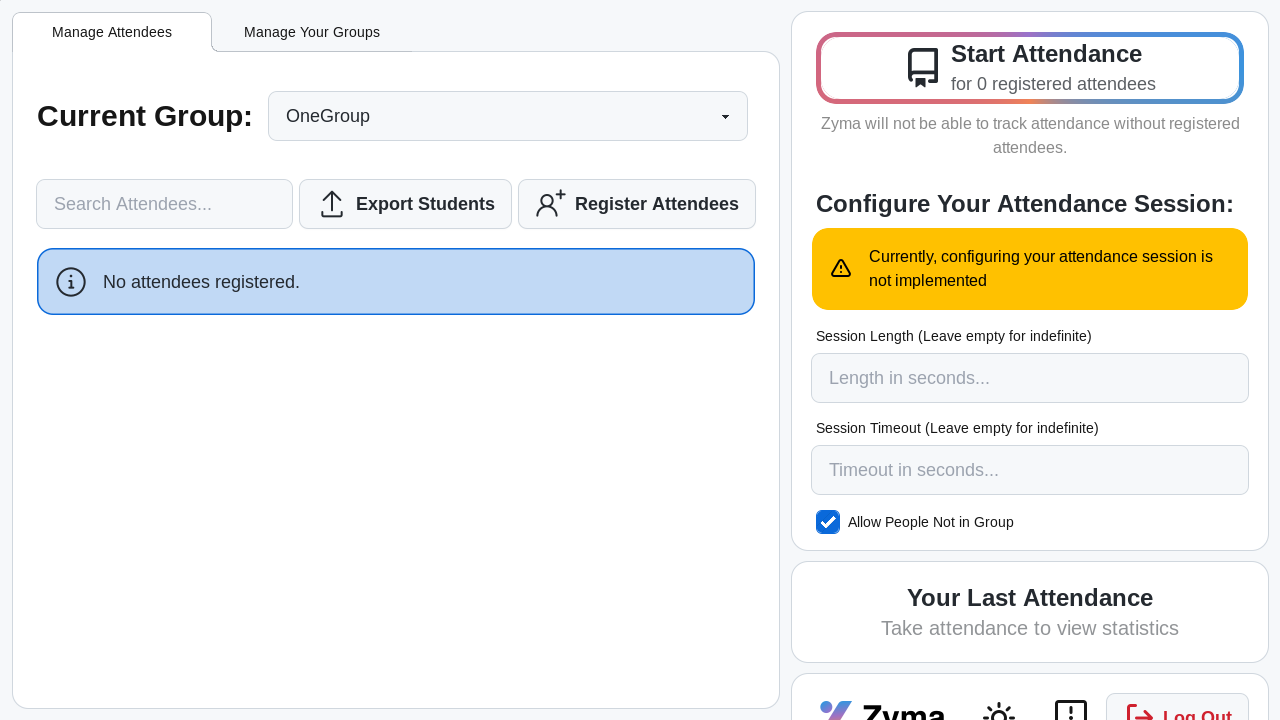 Manage Attendees
Manage Your Groups
Current Group:
OneGroup
Search Attendees...
Export Students
Register Attendees
No attendees registered.
Start Attendance
for 0 registered attendees
Zyma will not be able to track attendance without registered
attendees.
Configure Your Attendance Session:
Currently, configuring your attendance session is
not implemented
Session Length (Leave empty for indefinite)
Length in seconds...
Session Timeout (Leave empty for indefinite)
Timeout in seconds...
Allow People Not in Group
Your Last Attendance
Take attendance to view statistics
Zyma
Log Out